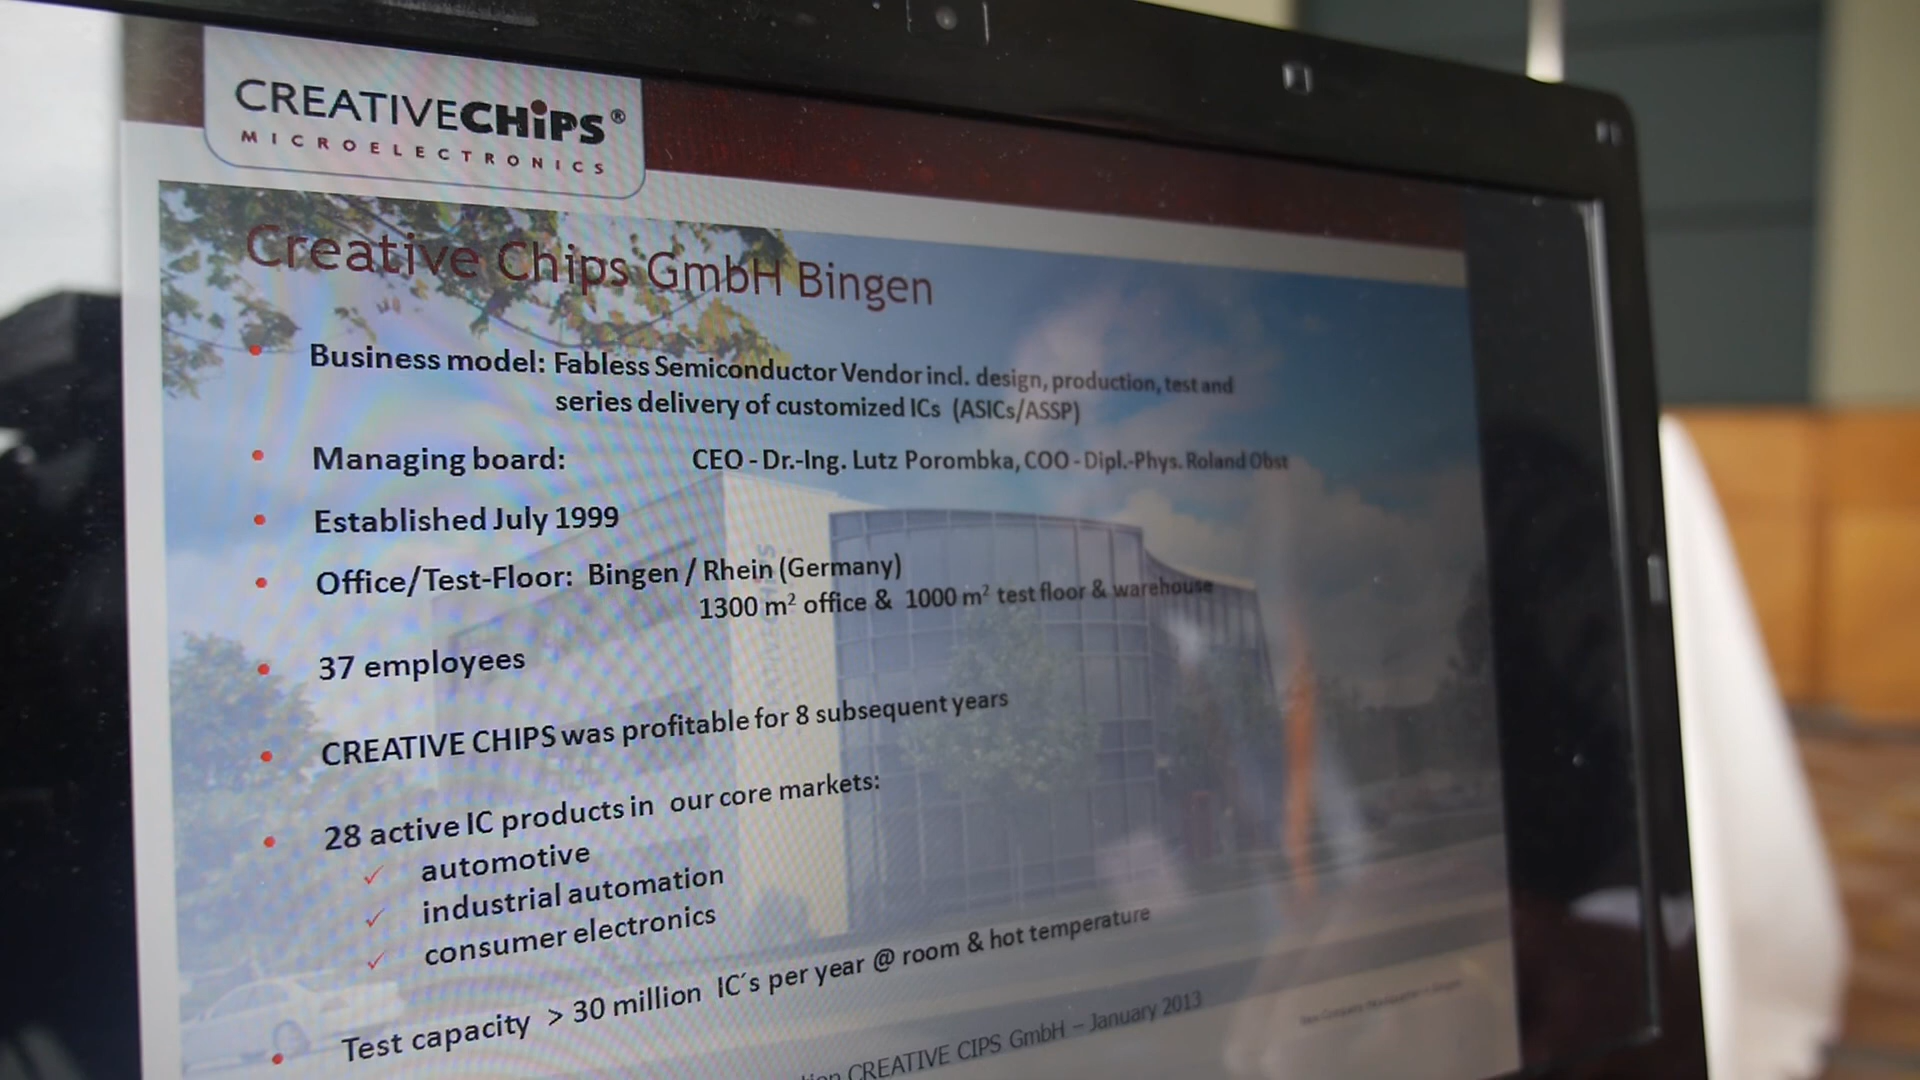 CREATIVECHiPS®
MICROELECTRONICS
Creative Chips GmbH Bingen
• Business model: Fabless Semiconductor Vendor incl. design, production, test and
series delivery of customized ICs (ASICs/ASSP)
• Managing board: CEO - Dr.-Ing. Lutz Porombka, COO - Dipl.-Phys. Roland Obst
• Established July 1999
• Office/Test-Floor: Bingen / Rhein (Germany)
1300 m² office & 1000 m² test floor & warehouse
• 37 employees
• CREATIVE CHIPS was profitable for 8 subsequent years
• 28 active IC products in our core markets:
✓ automotive
✓ industrial automation
✓ consumer electronics
• Test capacity > 30 million IC´s per year @ room & hot temperature
CREATIVE CIPS GmbH – January 2013